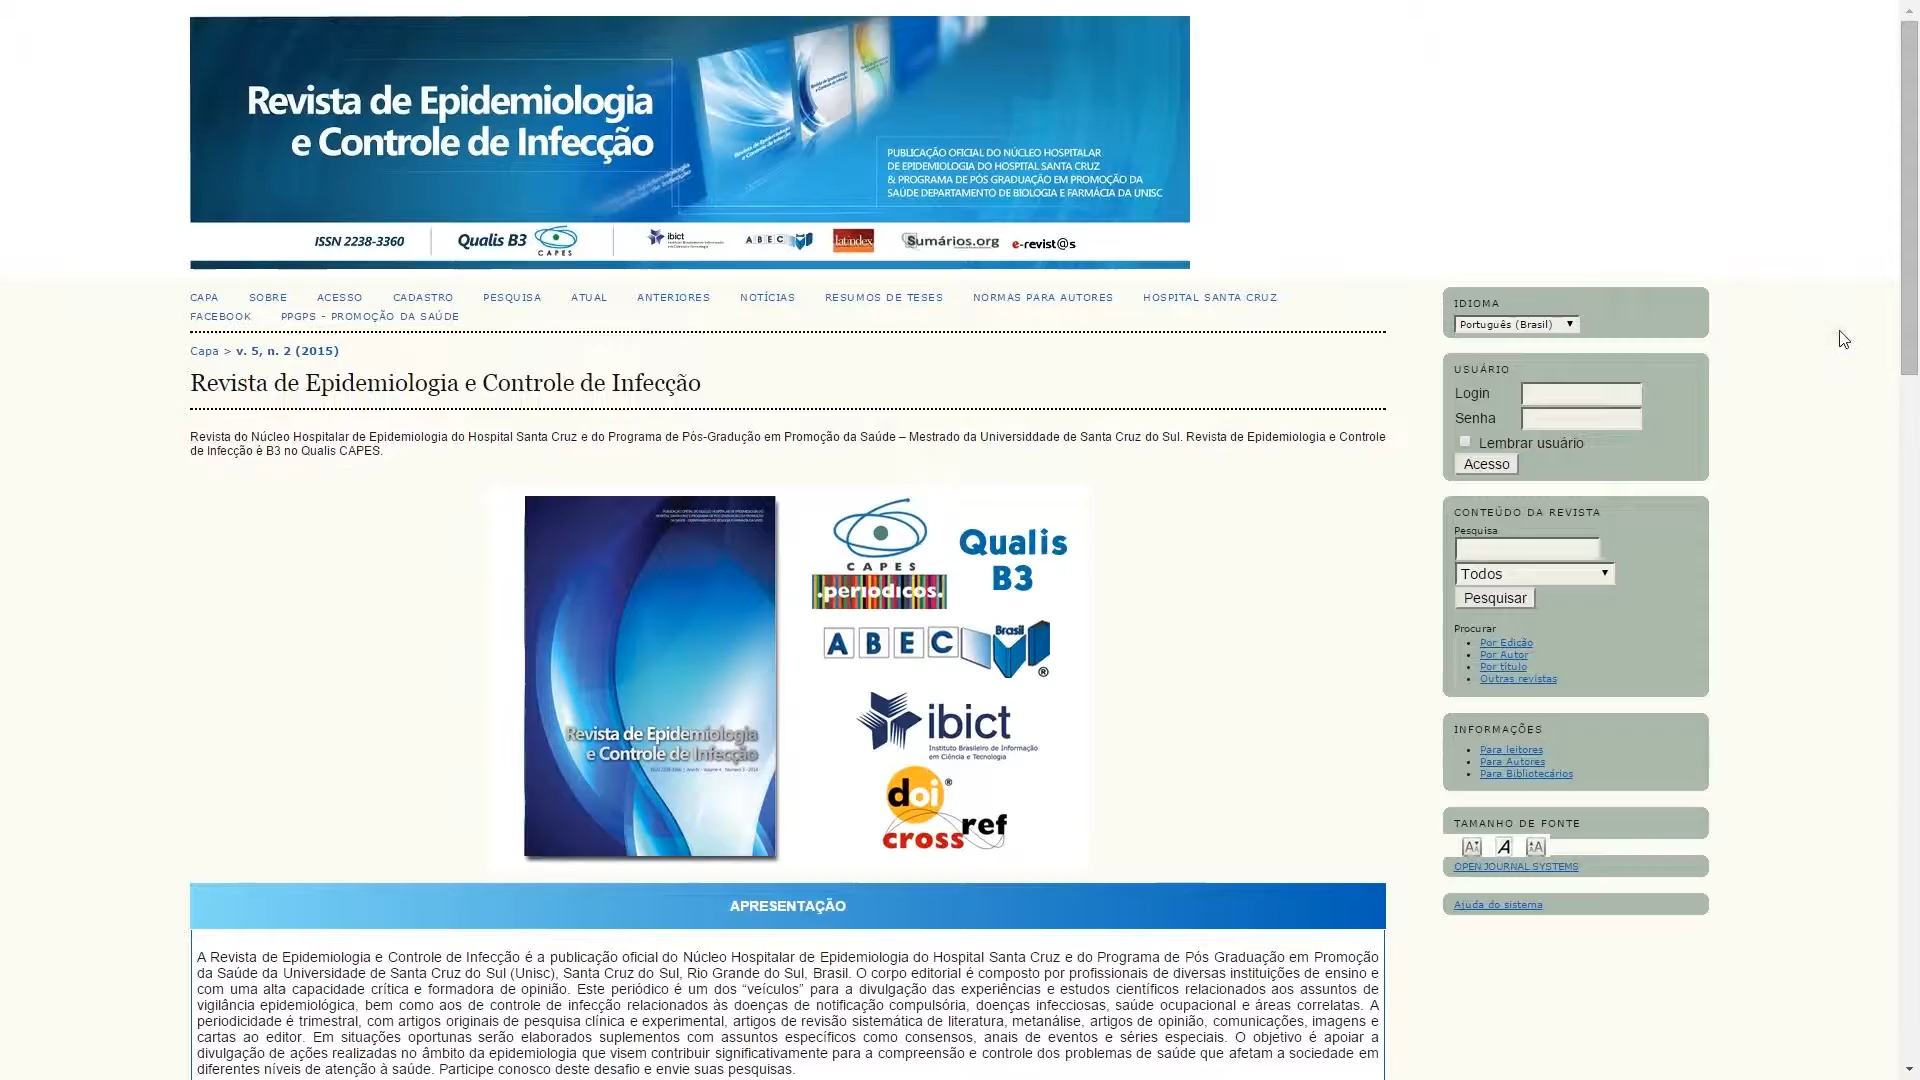 Revista de Epidemiologia
e Controle de Infecção
PUBLICAÇÃO OFICIAL DO NÚCLEO HOSPITALAR
DE EPIDEMIOLOGIA DO HOSPITAL SANTA CRUZ
& PROGRAMA DE PÓS GRADUAÇÃO EM PROMOÇÃO DA
SAÚDE DEPARTAMENTO DE BIOLOGIA E FARMÁCIA DA UNISC
ISSN 2238-3360 Qualis B3 CAPES ibict ABEC latindex Sumários.org e-revist@s
CAPA SOBRE ACESSO CADASTRO PESQUISA ATUAL ANTERIORES NOTÍCIAS RESUMOS DE TESES NORMAS PARA AUTORES HOSPITAL SANTA CRUZ
FACEBOOK PPGPS - PROMOÇÃO DA SAÚDE
Capa > v. 5, n. 2 (2015)
Revista de Epidemiologia e Controle de Infecção
Revista do Núcleo Hospitalar de Epidemiologia do Hospital Santa Cruz e do Programa de Pós-Gradução em Promoção da Saúde – Mestrado da Universiddade de Santa Cruz do Sul. Revista de Epidemiologia e Controle
de Infecção é B3 no Qualis CAPES.
Revista de Epidemiologia
e Controle de Infecção
CAPES
.periodicos.
Qualis
B3
ABEC Brasil ®
ibict
Instituto Brasileiro de Informação
em Ciência e Tecnologia
doi ®
cross ref
APRESENTAÇÃO
A Revista de Epidemiologia e Controle de Infecção é a publicação oficial do Núcleo Hospitalar de Epidemiologia do Hospital Santa Cruz e do Programa de Pós Graduação em Promoção
da Saúde da Universidade de Santa Cruz do Sul (Unisc), Santa Cruz do Sul, Rio Grande do Sul, Brasil. O corpo editorial é composto por profissionais de diversas instituições de ensino e
com uma alta capacidade crítica e formadora de opinião. Este periódico é um dos “veículos” para a divulgação das experiências e estudos científicos relacionados aos assuntos de
vigilância epidemiológica, bem como aos de controle de infecção relacionados às doenças de notificação compulsória, doenças infecciosas, saúde ocupacional e áreas correlatas. A
periodicidade é trimestral, com artigos originais de pesquisa clínica e experimental, artigos de revisão sistemática de literatura, metanálise, artigos de opinião, comunicações, imagens e
cartas ao editor. Em situações oportunas serão elaborados suplementos com assuntos específicos como consensos, anais de eventos e séries especiais. O objetivo é apoiar a
divulgação de ações realizadas no âmbito da epidemiologia que visem contribuir significativamente para a compreensão e controle dos problemas de saúde que afetam a sociedade em
diferentes níveis de atenção à saúde. Participe conosco deste desafio e envie suas pesquisas.
IDIOMA
Português (Brasil)
USUÁRIO
Login
Senha
Lembrar usuário
Acesso
CONTEÚDO DA REVISTA
Pesquisa
Todos
Pesquisar
Procurar
Por Edição
Por Autor
Por título
Outras revistas
INFORMAÇÕES
Para leitores
Para Autores
Para Bibliotecários
TAMANHO DE FONTE
A A A
OPEN JOURNAL SYSTEMS
Ajuda do sistema